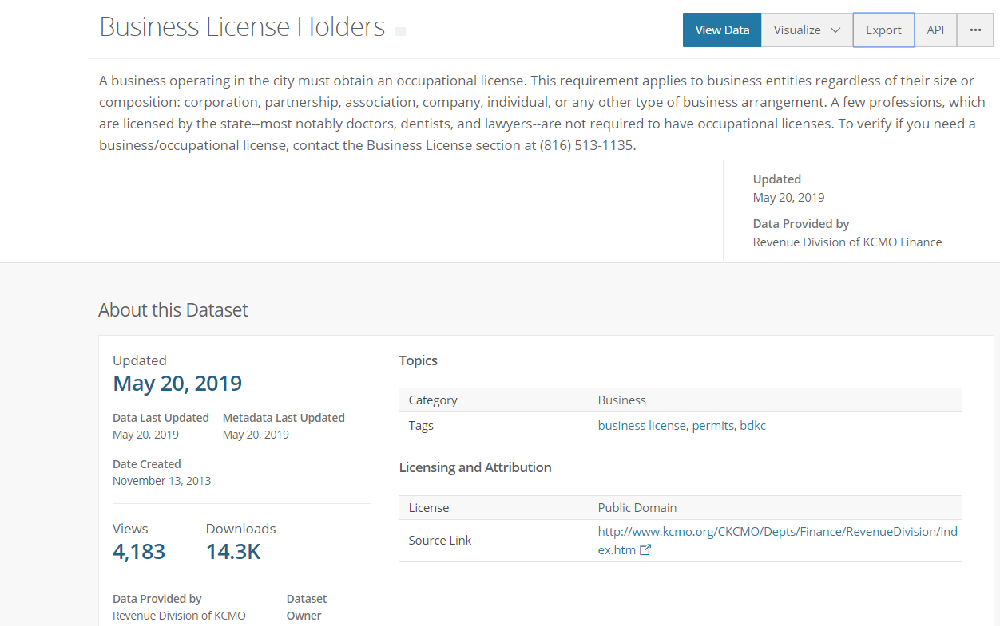 Business License Holders
View Data Visualize Export API ...
A business operating in the city must obtain an occupational license. This requirement applies to business entities regardless of their size or
composition: corporation, partnership, association, company, individual, or any other type of business arrangement. A few professions, which
are licensed by the state--most notably doctors, dentists, and lawyers--are not required to have occupational licenses. To verify if you need a
business/occupational license, contact the Business License section at (816) 513-1135.
Updated
May 20, 2019
Data Provided by
Revenue Division of KCMO Finance
About this Dataset
Updated
May 20, 2019
Data Last Updated Metadata Last Updated
May 20, 2019 May 20, 2019
Date Created
November 13, 2013
Views Downloads
4,183 14.3K
Data Provided by Dataset
Revenue Division of KCMO Owner
Topics
Category Business
Tags business license, permits, bdkc
Licensing and Attribution
License Public Domain
Source Link http://www.kcmo.org/CKCMO/Depts/Finance/RevenueDivision/ind
ex.htm